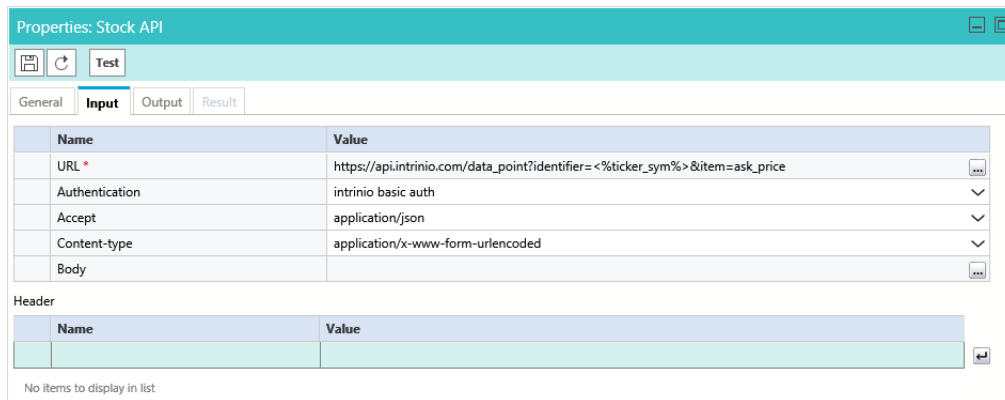 Properties: Stock API
Test
General Input Output Result
Name Value
URL * https://api.intrinio.com/data_point?identifier=<%ticker_sym%>&item=ask_price
...
Authentication intrinio basic auth
Accept application/json
Content-type application/x-www-form-urlencoded
Body ...
Header
Name Value
No items to display in list